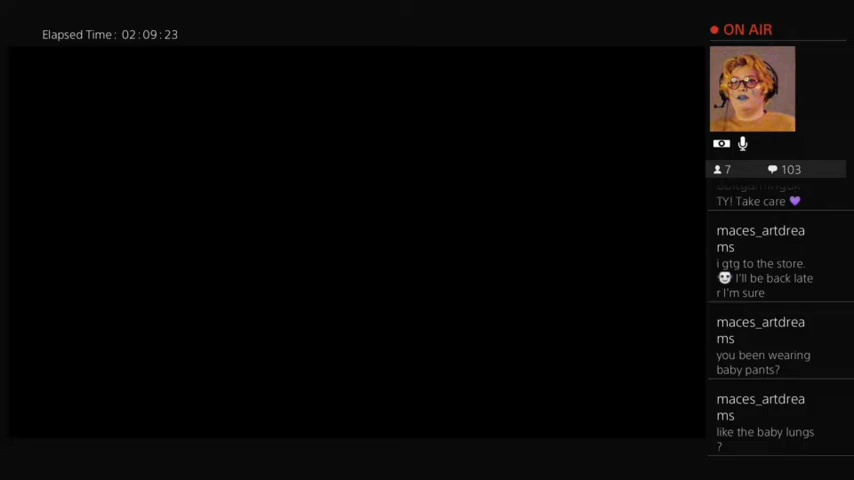 Elapsed Time: 02:09:23
ON AIR
7 103
TY! Take care
maces_artdrea
ms
i gtg to the store.
I'll be back late
r I'm sure
maces_artdrea
ms
you been wearing
baby pants?
maces_artdrea
ms
like the baby lungs
?